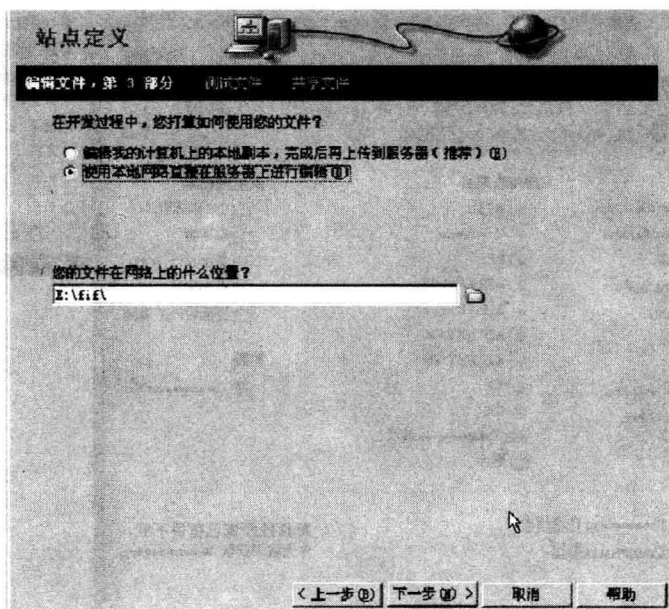 站点定义
编辑文件，第 3 部分 测试文件 共享文件
在开发过程中，您打算如何使用您的文件？
编辑我的计算机上的本地副本，完成后再上传到服务器（推荐）(E)
使用本地网络直接在服务器上进行编辑(D)
您的文件在网络上的什么位置？
Z:\fif\
< 上一步(B) 下一步(N) > 取消 帮助